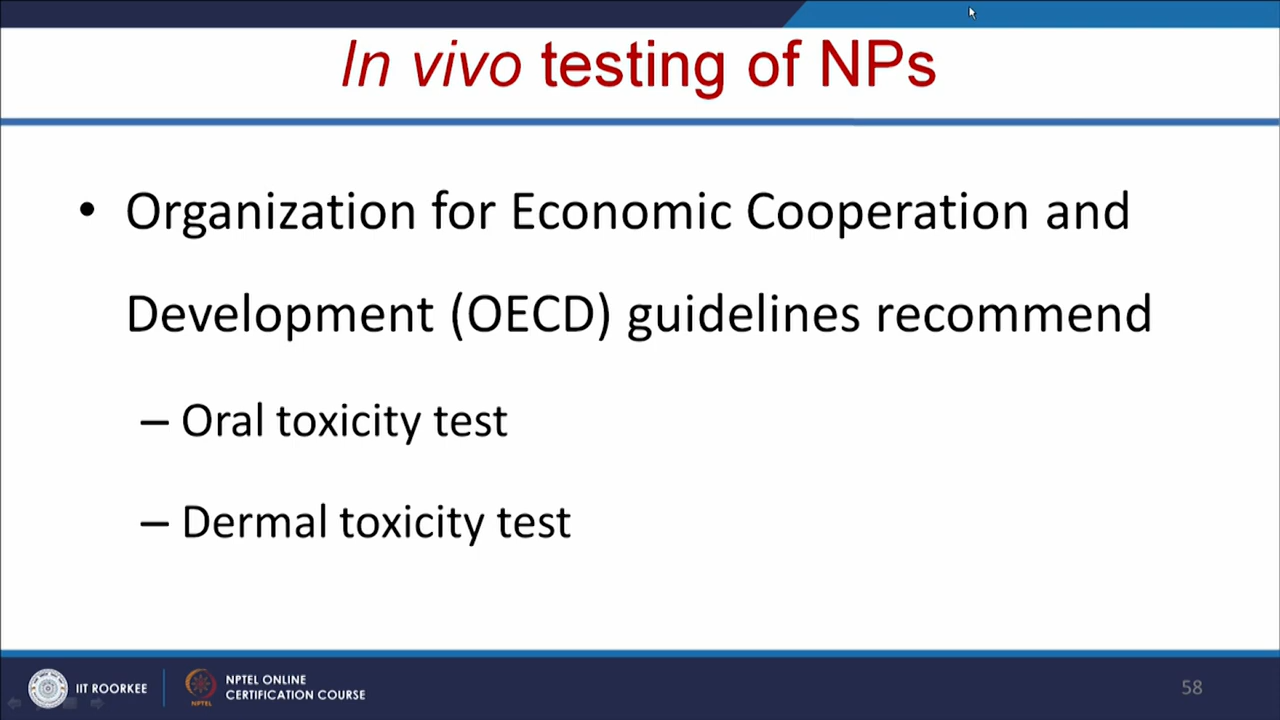 In vivo testing of NPs
• Organization for Economic Cooperation and
Development (OECD) guidelines recommend
– Oral toxicity test
– Dermal toxicity test
IIT ROORKEE
NPTEL ONLINE
CERTIFICATION COURSE
NPTEL
58